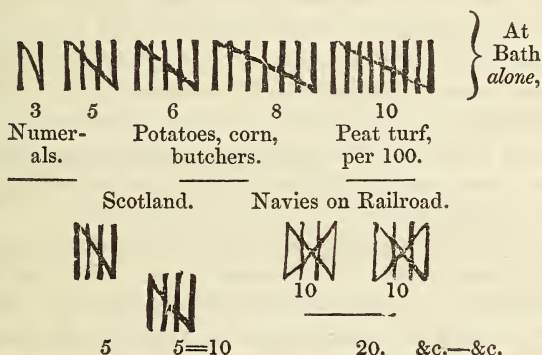 At
Bath
alone,
3 5 6 8 10
Numer-
als.
Potatoes, corn,
butchers.
Peat turf,
per 100.
Scotland. Navies on Railroad.
10 10
5 5=10 20. &c.—&c.